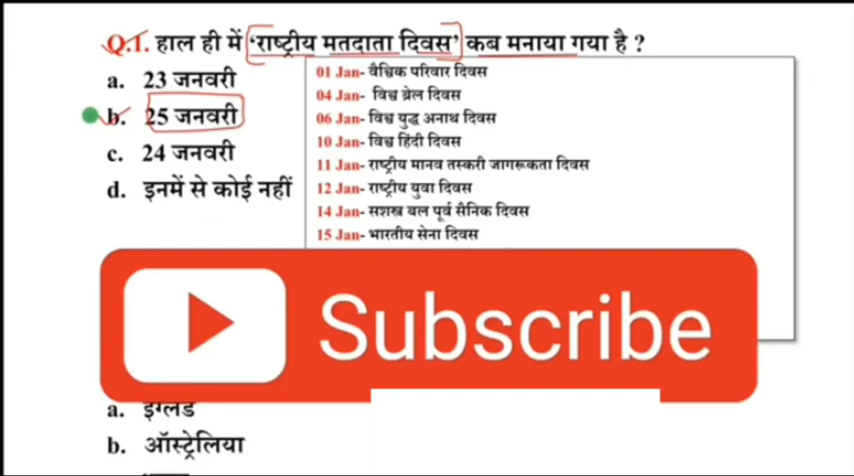 Q.1. हाल ही में 'राष्ट्रीय मतदाता दिवस' कब मनाया गया है ?
a. 23 जनवरी
b. 25 जनवरी
c. 24 जनवरी
d. इनमें से कोई नहीं
01 Jan- वैश्विक परिवार दिवस
04 Jan- विश्व ब्रेल दिवस
06 Jan- विश्व युद्ध अनाथ दिवस
10 Jan- विश्व हिंदी दिवस
11 Jan- राष्ट्रीय मानव तस्करी जागरूकता दिवस
12 Jan- राष्ट्रीय युवा दिवस
14 Jan- सशस्त्र बल पूर्व सैनिक दिवस
15 Jan- भारतीय सेना दिवस
Subscribe
a. इंग्लैंड
b. ऑस्ट्रेलिया